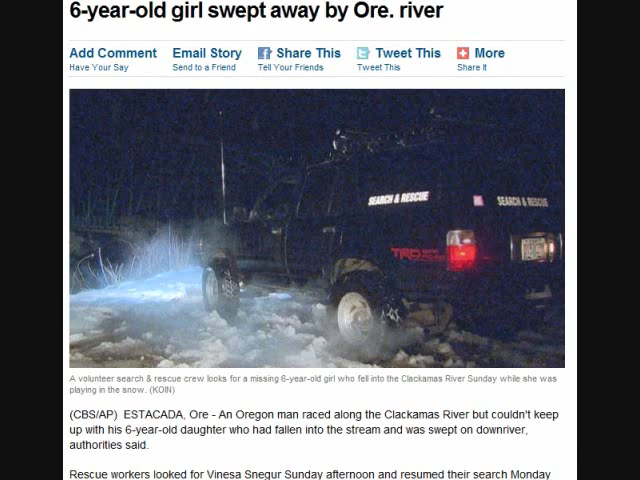 6-year-old girl swept away by Ore. river
Add Comment Email Story Share This Tweet This More
Have Your Say Send to a Friend Tell Your Friends Tweet This Share It
SEARCH & RESCUE SEARCH & RESCUE
TRD
A volunteer search & rescue crew looks for a missing 6-year-old girl who fell into the Clackamas River Sunday while she was
playing in the snow. (KOIN)
(CBS/AP) ESTACADA, Ore - An Oregon man raced along the Clackamas River but couldn't keep
up with his 6-year-old daughter who had fallen into the stream and was swept on downriver,
authorities said.
Rescue workers looked for Vinesa Snegur Sunday afternoon and resumed their search Monday